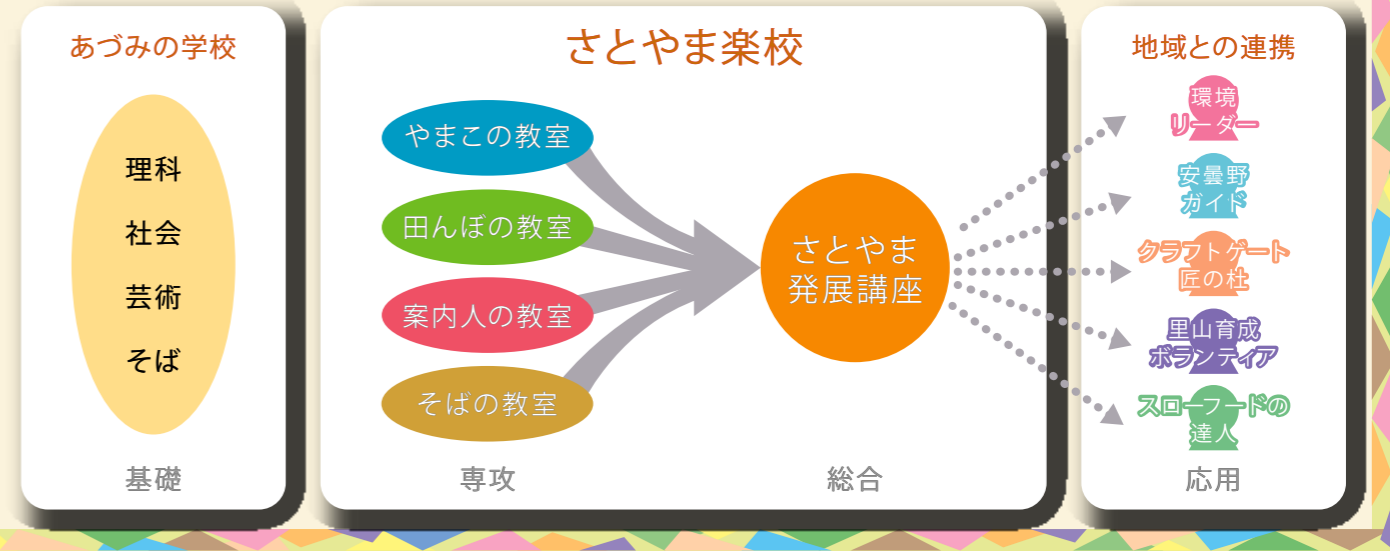 あづみの学校
理科
社会
芸術
そば
基礎
さとやま楽校
やまこの教室
田んぼの教室
案内人の教室
そばの教室
専攻
さとやま
発展講座
総合
地域との連携
環境
リーダー
安曇野
ガイド
クラフトゲート
匠の杜
里山育成
ボランティア
スローフードの
達人
応用